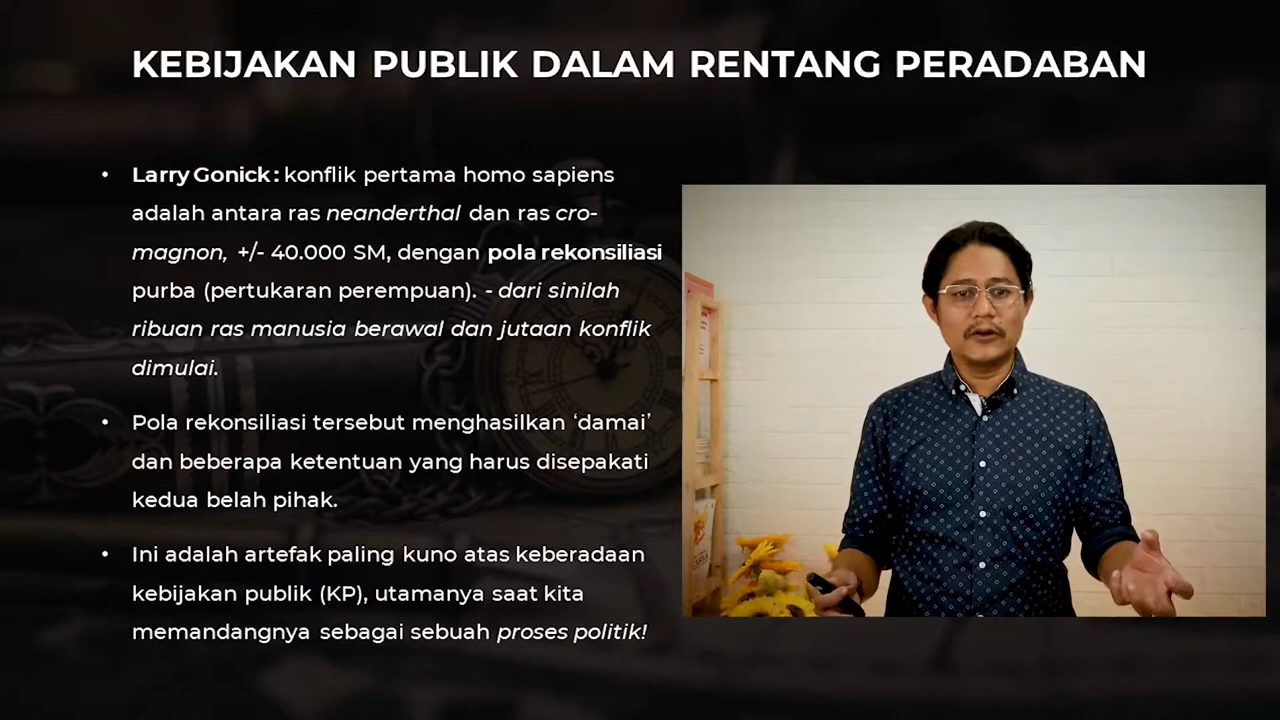 KEBIJAKAN PUBLIK DALAM RENTANG PERADABAN
• Larry Gonick : konflik pertama homo sapiens
adalah antara ras neanderthal dan ras cro-
magnon, +/- 40.000 SM, dengan pola rekonsiliasi
purba (pertukaran perempuan). - dari sinilah
ribuan ras manusia berawal dan jutaan konflik
dimulai.
• Pola rekonsiliasi tersebut menghasilkan ‘damai’
dan beberapa ketentuan yang harus disepakati
kedua belah pihak.
• Ini adalah artefak paling kuno atas keberadaan
kebijakan publik (KP), utamanya saat kita
memandangnya sebagai sebuah proses politik!